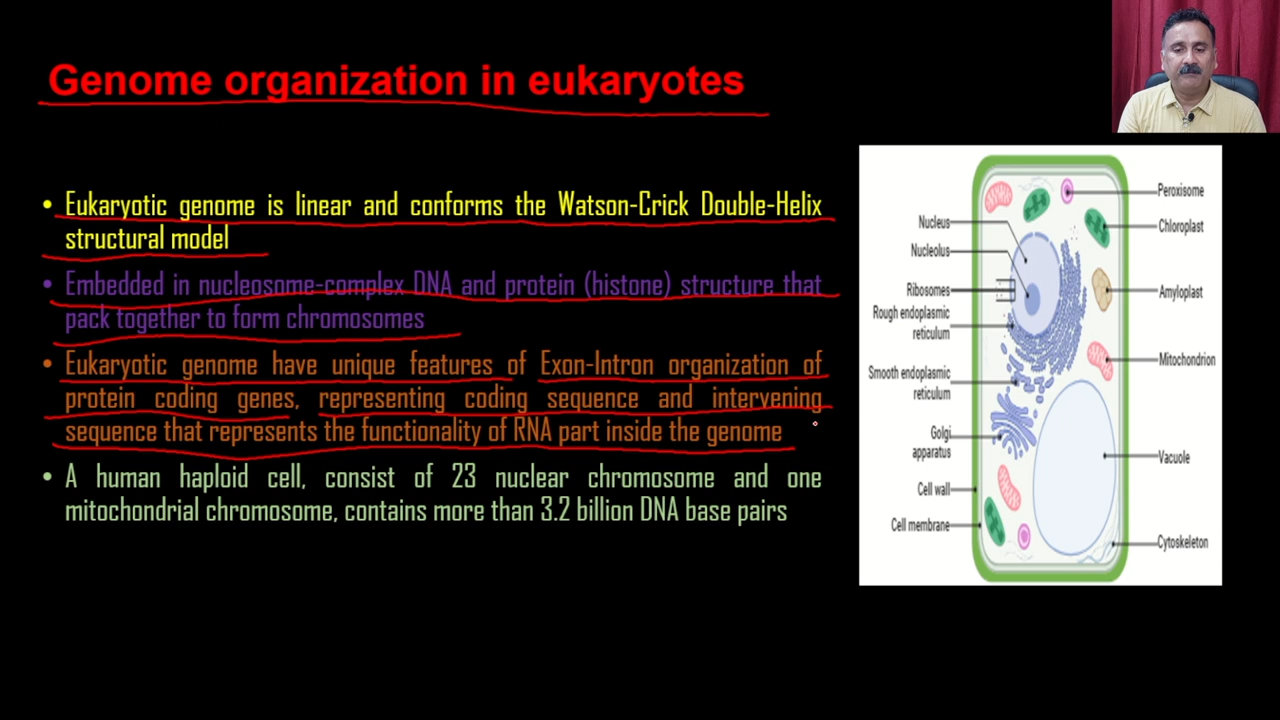 Genome organization in eukaryotes
• Eukaryotic genome is linear and conforms the Watson-Crick Double-Helix
structural model
• Embedded in nucleosome-complex DNA and protein (histone) structure that
pack together to form chromosomes
• Eukaryotic genome have unique features of Exon-Intron organization of
protein coding genes, representing coding sequence and intervening
sequence that represents the functionality of RNA part inside the genome
• A human haploid cell, consist of 23 nuclear chromosome and one
mitochondrial chromosome, contains more than 3.2 billion DNA base pairs
Nucleus
Nucleolus
Ribosomes
Rough endoplasmic
reticulum
Smooth endoplasmic
reticulum
Golgi
apparatus
Cell wall
Cell membrane
Peroxisome
Chloroplast
Amyloplast
Mitochondrion
Vacuole
Cytoskeleton